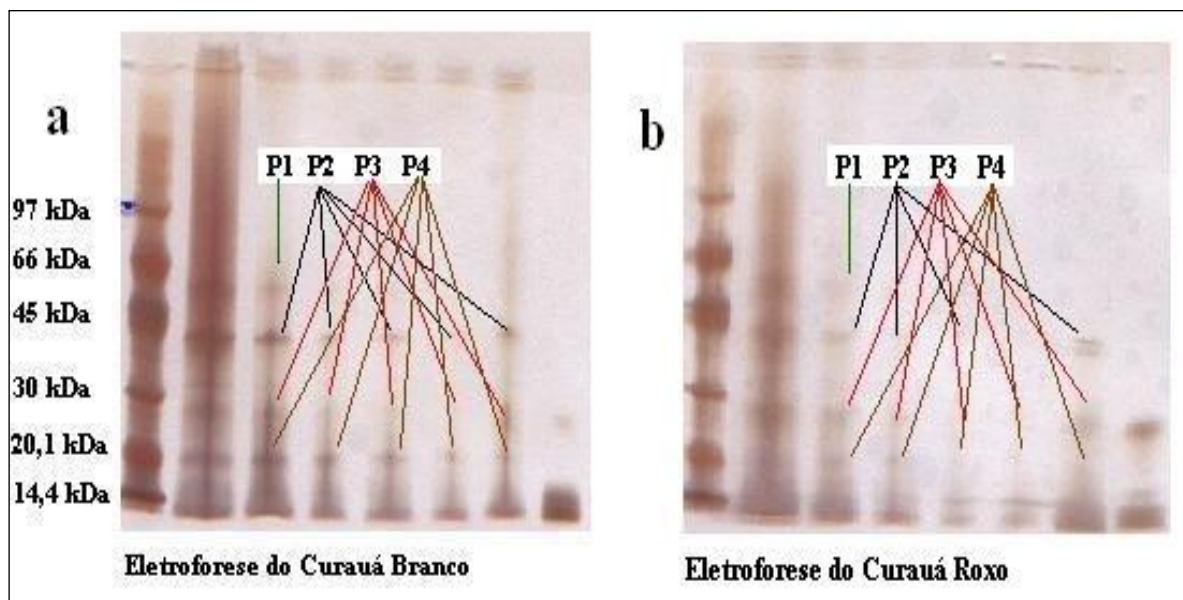 a
P1 P2 P3 P4
97 kDa
66 kDa
45 kDa
30 kDa
20,1 kDa
14,4 kDa
Eletroforese do Curauá Branco
b
P1 P2 P3 P4
Eletroforese do Curauá Roxo